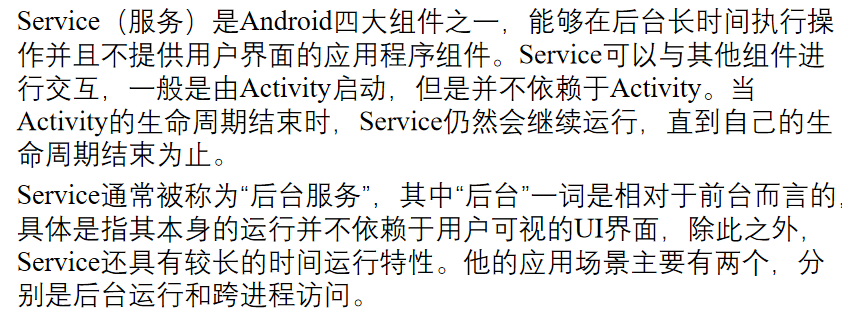 Service（服务）是Android四大组件之一，能够在后台长时间执行操
作并且不提供用户界面的应用程序组件。Service可以与其他组件进
行交互，一般是由Activity启动，但是并不依赖于Activity。当
Activity的生命周期结束时，Service仍然会继续运行，直到自己的生
命周期结束为止。
Service通常被称为“后台服务”，其中“后台”一词是相对于前台而言的，
具体是指其本身的运行并不依赖于用户可视的UI界面，除此之外，
Service还具有较长的时间运行特性。他的应用场景主要有两个，分
别是后台运行和跨进程访问。